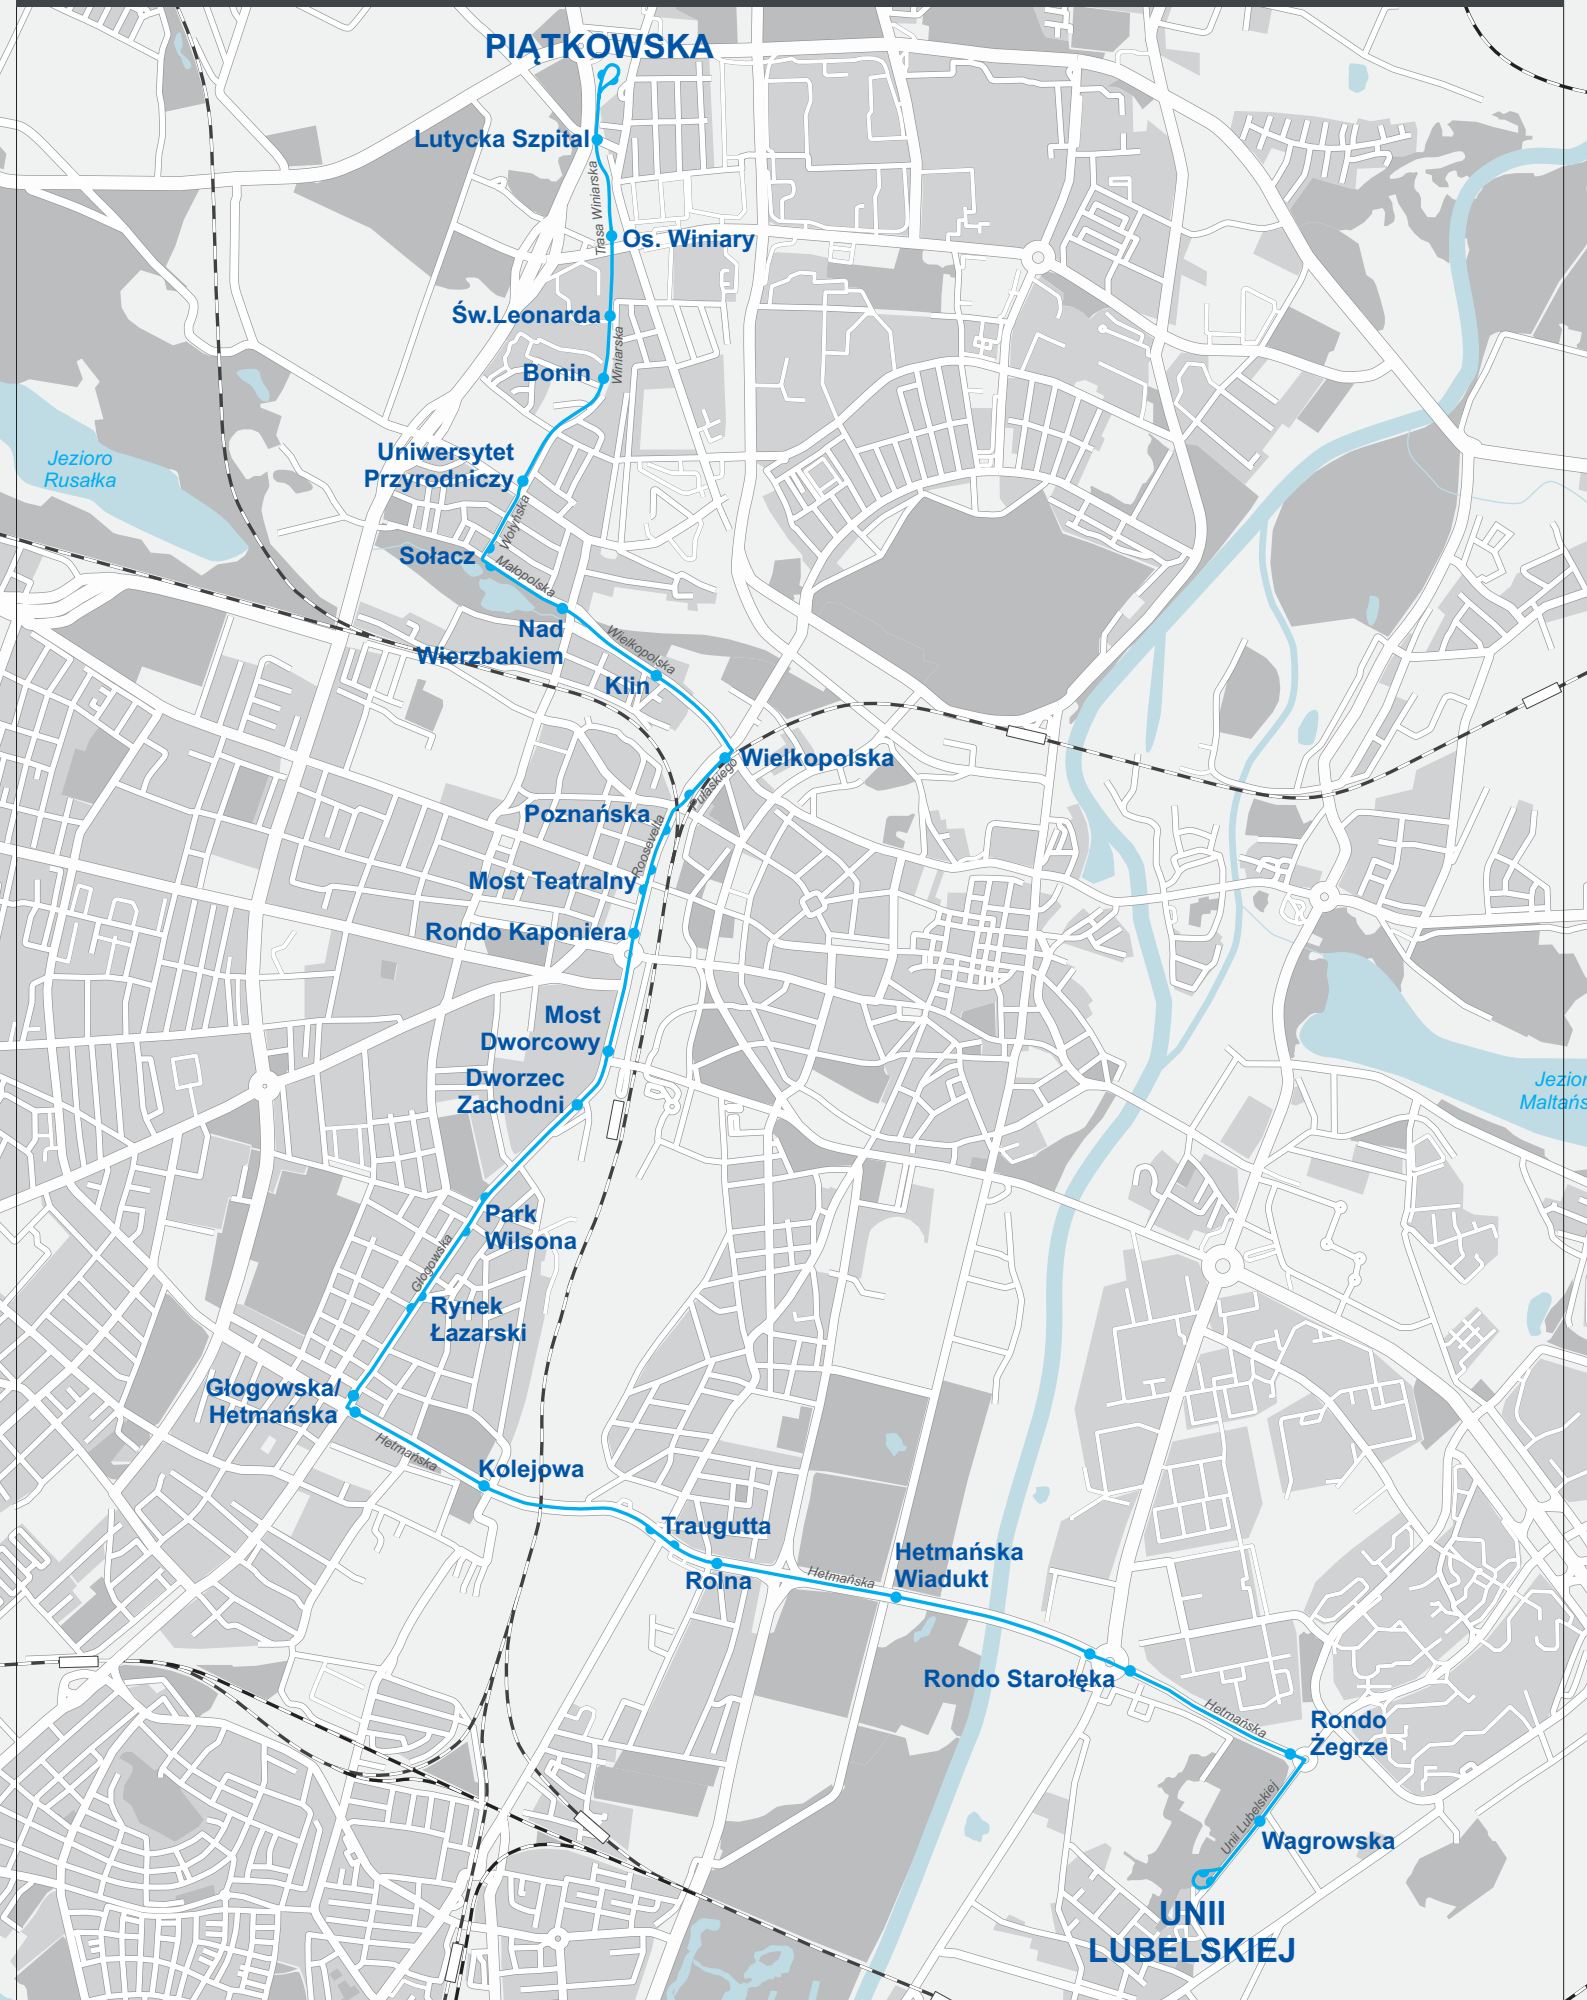 PIĄTKOWSKA
Lutycka Szpital
Trasa Winiarska
Os. Winiary
Św.Leonarda
Winiarska
Bonin
Uniwersytet
Przyrodniczy
Jezioro
Rusałka
Wołyńska
Sołacz
Małopolska
Nad
Wierzbakiem
Wielkopolska
Klin
Wielkopolska
Pułaskiego
Poznańska
Roosevelta
Most Teatralny
Rondo Kaponiera
Most
Dworcowy
Dworzec
Zachodni
Jezior
Maltańs
Park
Wilsona
Głogowska
Rynek
Łazarski
Głogowska/
Hetmańska
Hetmańska
Kolejowa
Traugutta
Rolna
Hetmańska
Hetmańska
Wiadukt
Rondo Starołęka
Hetmańska
Rondo
Żegrze
Unii Lubelskiej
Wagrowska
UNII
LUBELSKIEJ